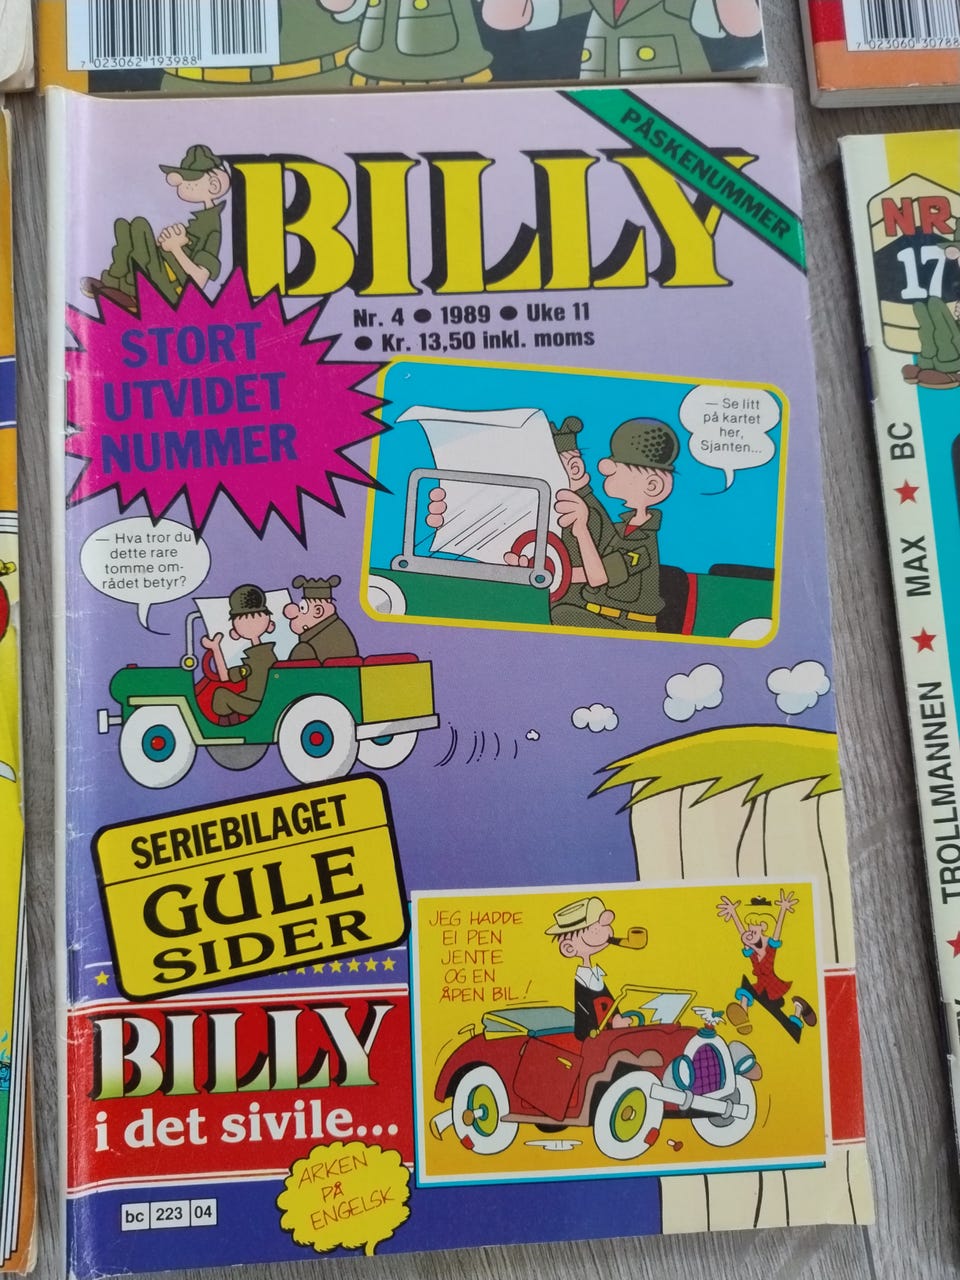 7 023062 193988
7 023060 30788
PÅSKENUMMER
BILLY
Nr. 4 ● 1989 ● Uke 11
● Kr. 13,50 inkl. moms
STORT
UTVIDET
NUMMER
— Se litt
på kartet
her,
Sjanten...
— Hva tror du
dette rare
tomme om-
rådet betyr?
SERIEBILAGET
GULE
SIDER
JEG HADDE
EI PEN
JENTE
OG EN
ÅPEN BIL!
BILLY
i det sivile...
ARKEN
PÅ
ENGELSK
bc 223 04
NR
17
TROLLMANNEN ★ MAX ★ BC